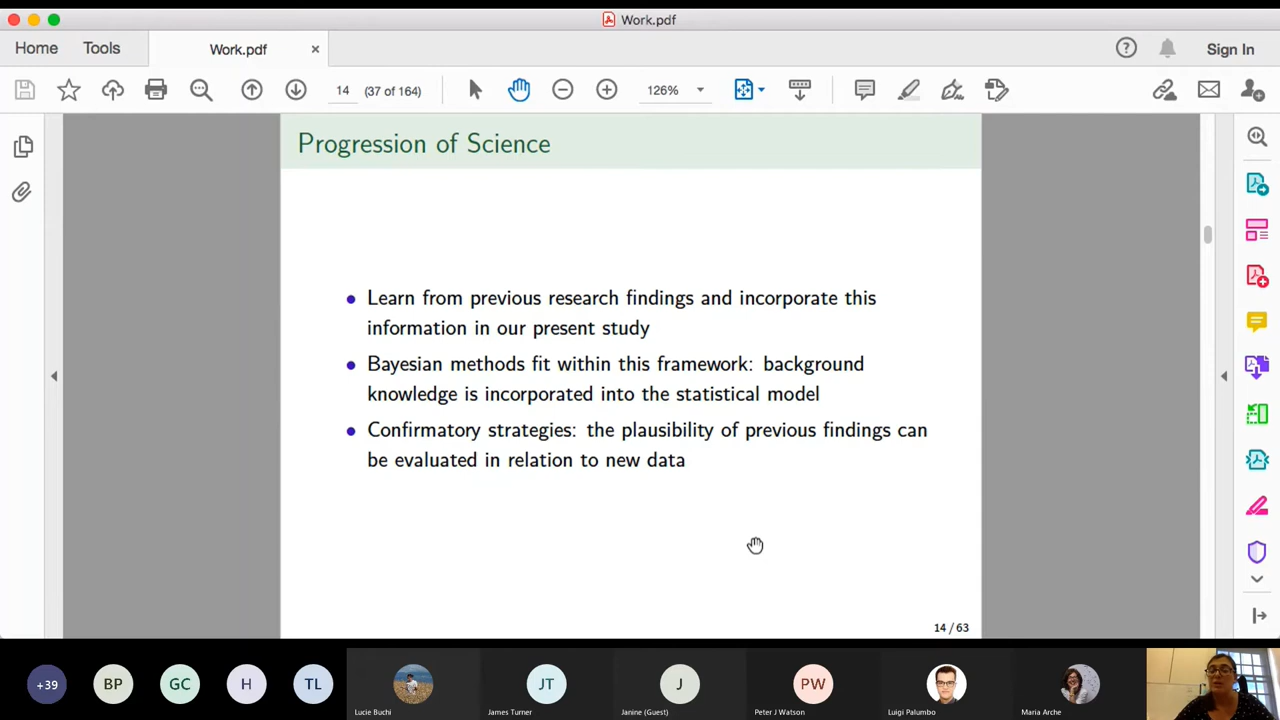 Work.pdf
Home
Tools
Work.pdf
×
Sign In
14
(37 of 164)
126%
Progression of Science
Learn from previous research findings and incorporate this
information in our present study
Bayesian methods fit within this framework: background
knowledge is incorporated into the statistical model
Confirmatory strategies: the plausibility of previous findings can
be evaluated in relation to new data
14 / 63
+39
BP
GC
H
TL
Lucie Buchi
JT
James Turner
J
Janine (Guest)
PW
Peter J Watson
Luigi Palumbo
Maria Arche